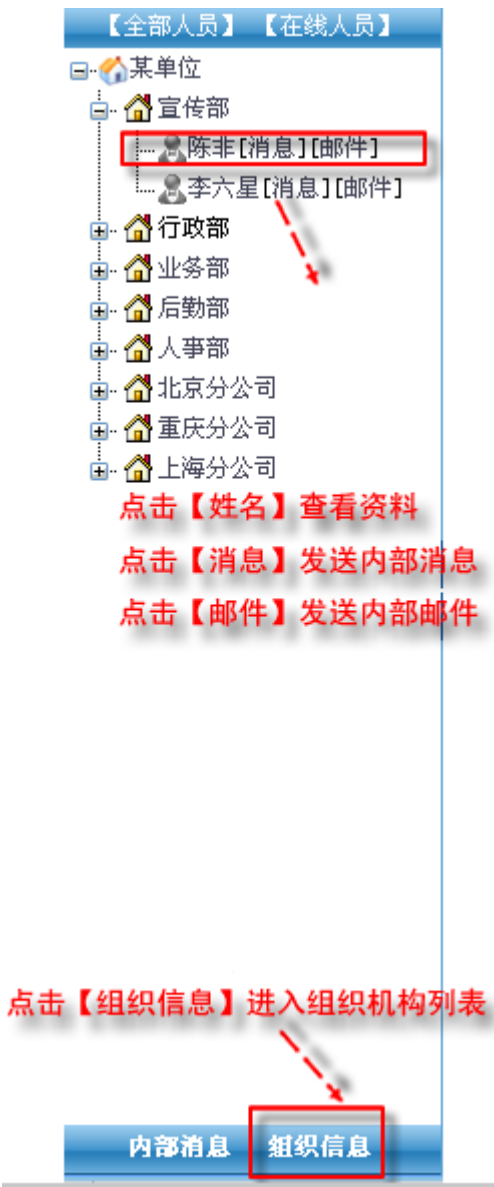 【全部人员】 【在线人员】
某单位
宣传部
陈非[消息][邮件]
李六星[消息][邮件]
行政部
业务部
后勤部
人事部
北京分公司
重庆分公司
上海分公司
点击【姓名】查看资料
点击【消息】发送内部消息
点击【邮件】发送内部邮件
点击【组织信息】进入组织机构列表
内部消息 组织信息